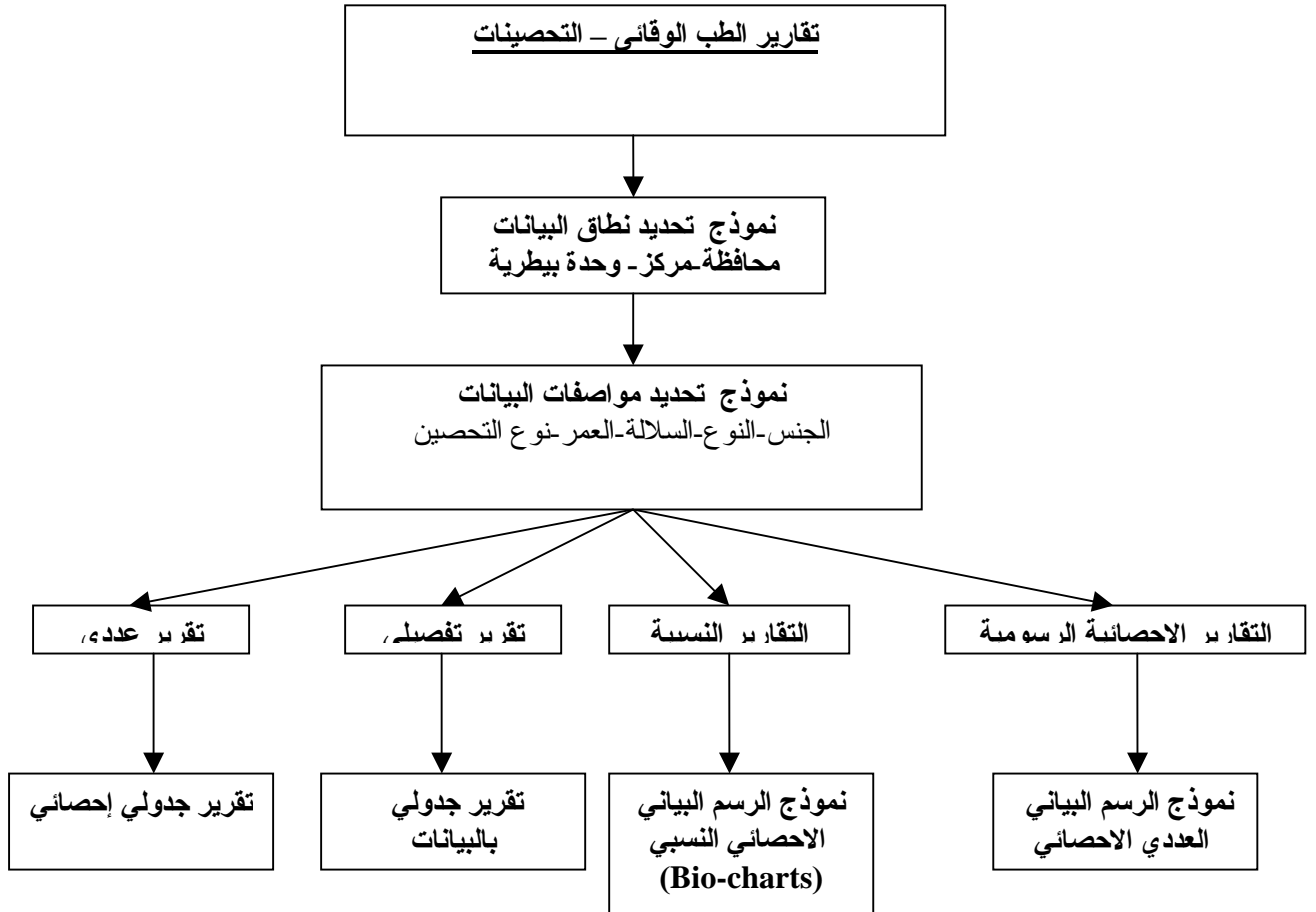 تقارير الطب الوقائى – التحصينات
نموذج تحديد نطاق البيانات
محافظة-مركز- وحدة بيطرية
نموذج تحديد مواصفات البيانات
الجنس-النوع-السلالة-العمر-نوع التحصين
التقارير الاحصائية الرسومية
التقارير النسبية
تقرير تفصيلى
تقرير عددى
نموذج الرسم البياني
العددي الاحصائي
نموذج الرسم البياني
الاحصائي النسبي
(Bio-charts)
تقرير جدولي
بالبيانات
تقرير جدولي إحصائي